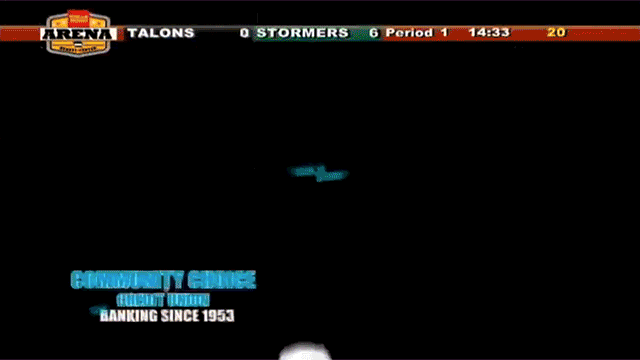 ARENA
TALONS 0 STORMERS 6 Period 1 14:33 20
COMMUNITY CHOICE
CREDIT UNION
BANKING SINCE 1953